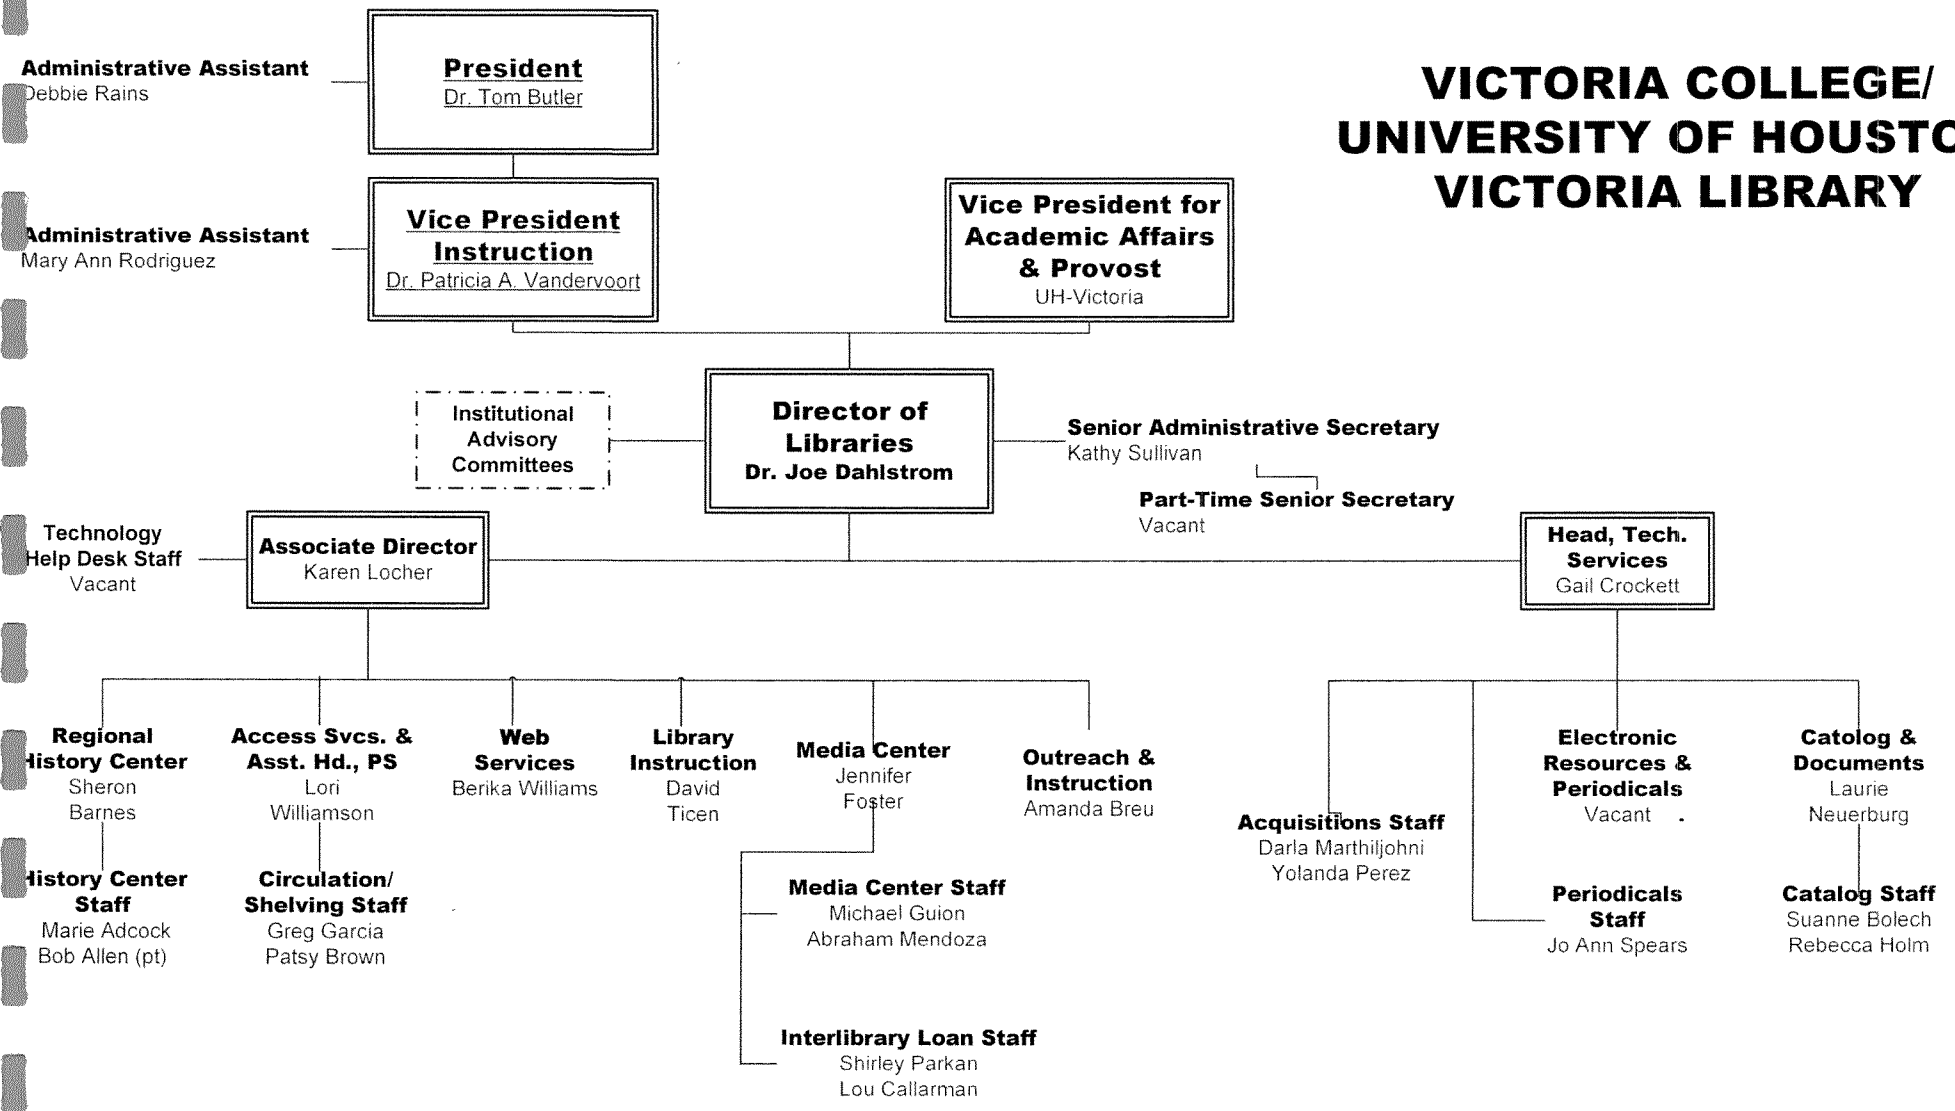 VICTORIA COLLEGE/
UNIVERSITY OF HOUSTO
VICTORIA LIBRARY
Administrative Assistant
Debbie Rains
President
Dr. Tom Butler
Administrative Assistant
Mary Ann Rodriguez
Vice President
Instruction
Dr. Patricia A. Vandervoort
Vice President for
Academic Affairs
& Provost
UH-Victoria
Institutional
Advisory
Committees
Director of
Libraries
Dr. Joe Dahlstrom
Senior Administrative Secretary
Kathy Sullivan
Part-Time Senior Secretary
Vacant
Technology
Help Desk Staff
Vacant
Associate Director
Karen Locher
Head, Tech.
Services
Gail Crockett
Regional
History Center
Sheron
Barnes
Access Svcs. &
Asst. Hd., PS
Lori
Williamson
Web
Services
Berika Williams
Library
Instruction
David
Ticen
Media Center
Jennifer
Foster
Outreach &
Instruction
Amanda Breu
Acquisitions Staff
Darla Marthiljohni
Yolanda Perez
Electronic
Resources &
Periodicals
Vacant
Catolog &
Documents
Laurie
Neuerburg
History Center
Staff
Marie Adcock
Bob Allen (pt)
Circulation/
Shelving Staff
Greg Garcia
Patsy Brown
Media Center Staff
Michael Guion
Abraham Mendoza
Periodicals
Staff
Jo Ann Spears
Catalog Staff
Suanne Bolech
Rebecca Holm
Interlibrary Loan Staff
Shirley Parkan
Lou Callarman